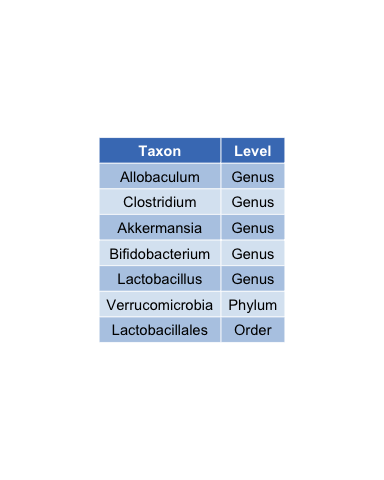 Taxon Level
Allobaculum Genus
Clostridium Genus
Akkermansia Genus
Bifidobacterium Genus
Lactobacillus Genus
Verrucomicrobia Phylum
Lactobacillales Order